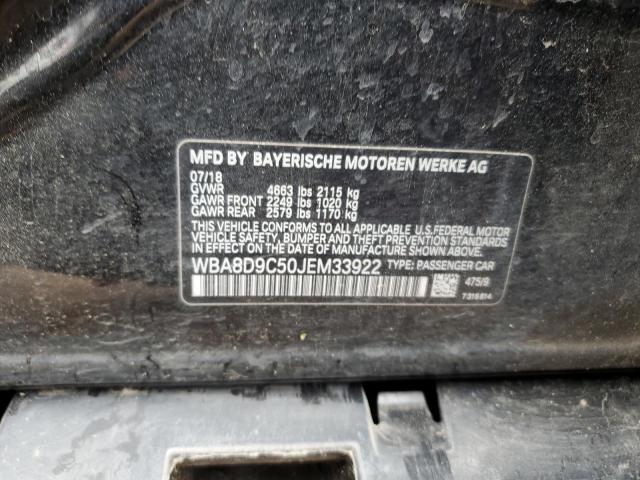 MFD BY BAYERISCHE MOTOREN WERKE AG
07/18
GVWR 4663 lbs 2115 kg
GAWR FRONT 2249 lbs 1020 kg
GAWR REAR 2579 lbs 1170 kg
THIS VEHICLE CONFORMS TO ALL APPLICABLE U.S.FEDERAL MOTOR
VEHICLE SAFETY, BUMPER, AND THEFT PREVENTION
STANDARDS IN EFFECT ON THE DATE OF MANUFACTURE SHOWN ABOVE.
WBA8D9C50JEM33922 TYPE: PASSENGER CAR
475/9
7319814